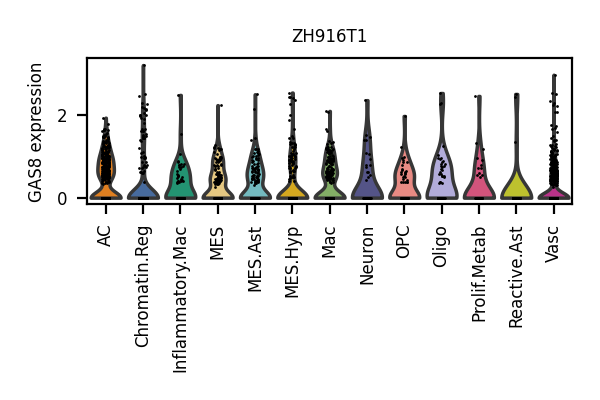 ZH916T1
GAS8 expression
2
0
AC
Chromatin.Reg
Inflammatory.Mac
MES
MES.Ast
MES.Hyp
Mac
Neuron
OPC
Oligo
Prolif.Metab
Reactive.Ast
Vasc